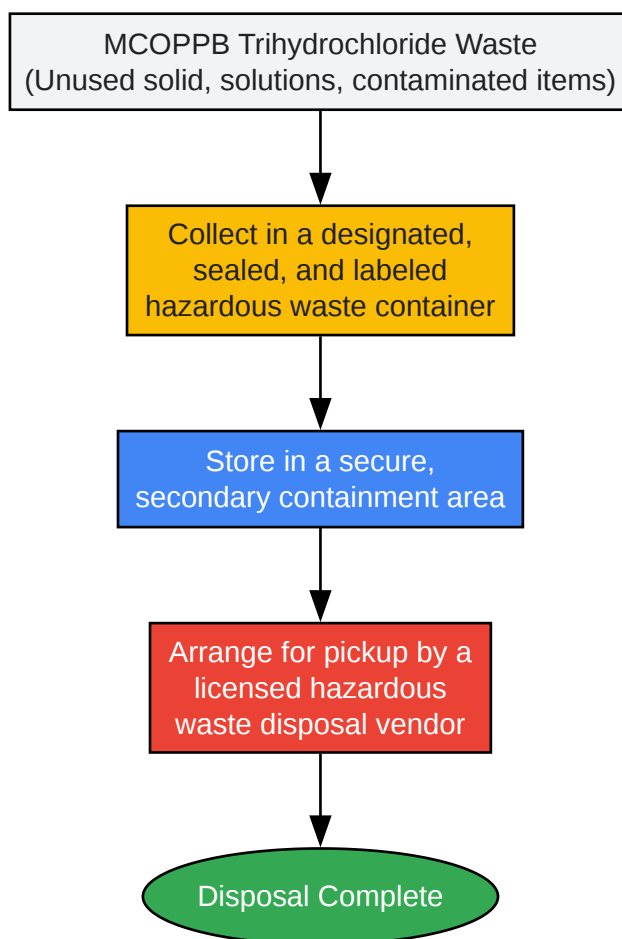 MCOPPB Trihydrochloride Waste
(Unused solid, solutions, contaminated items)
Collect in a designated,
sealed, and labeled
hazardous waste container
Store in a secure,
secondary containment area
Arrange for pickup by a
licensed hazardous
waste disposal vendor
Disposal Complete